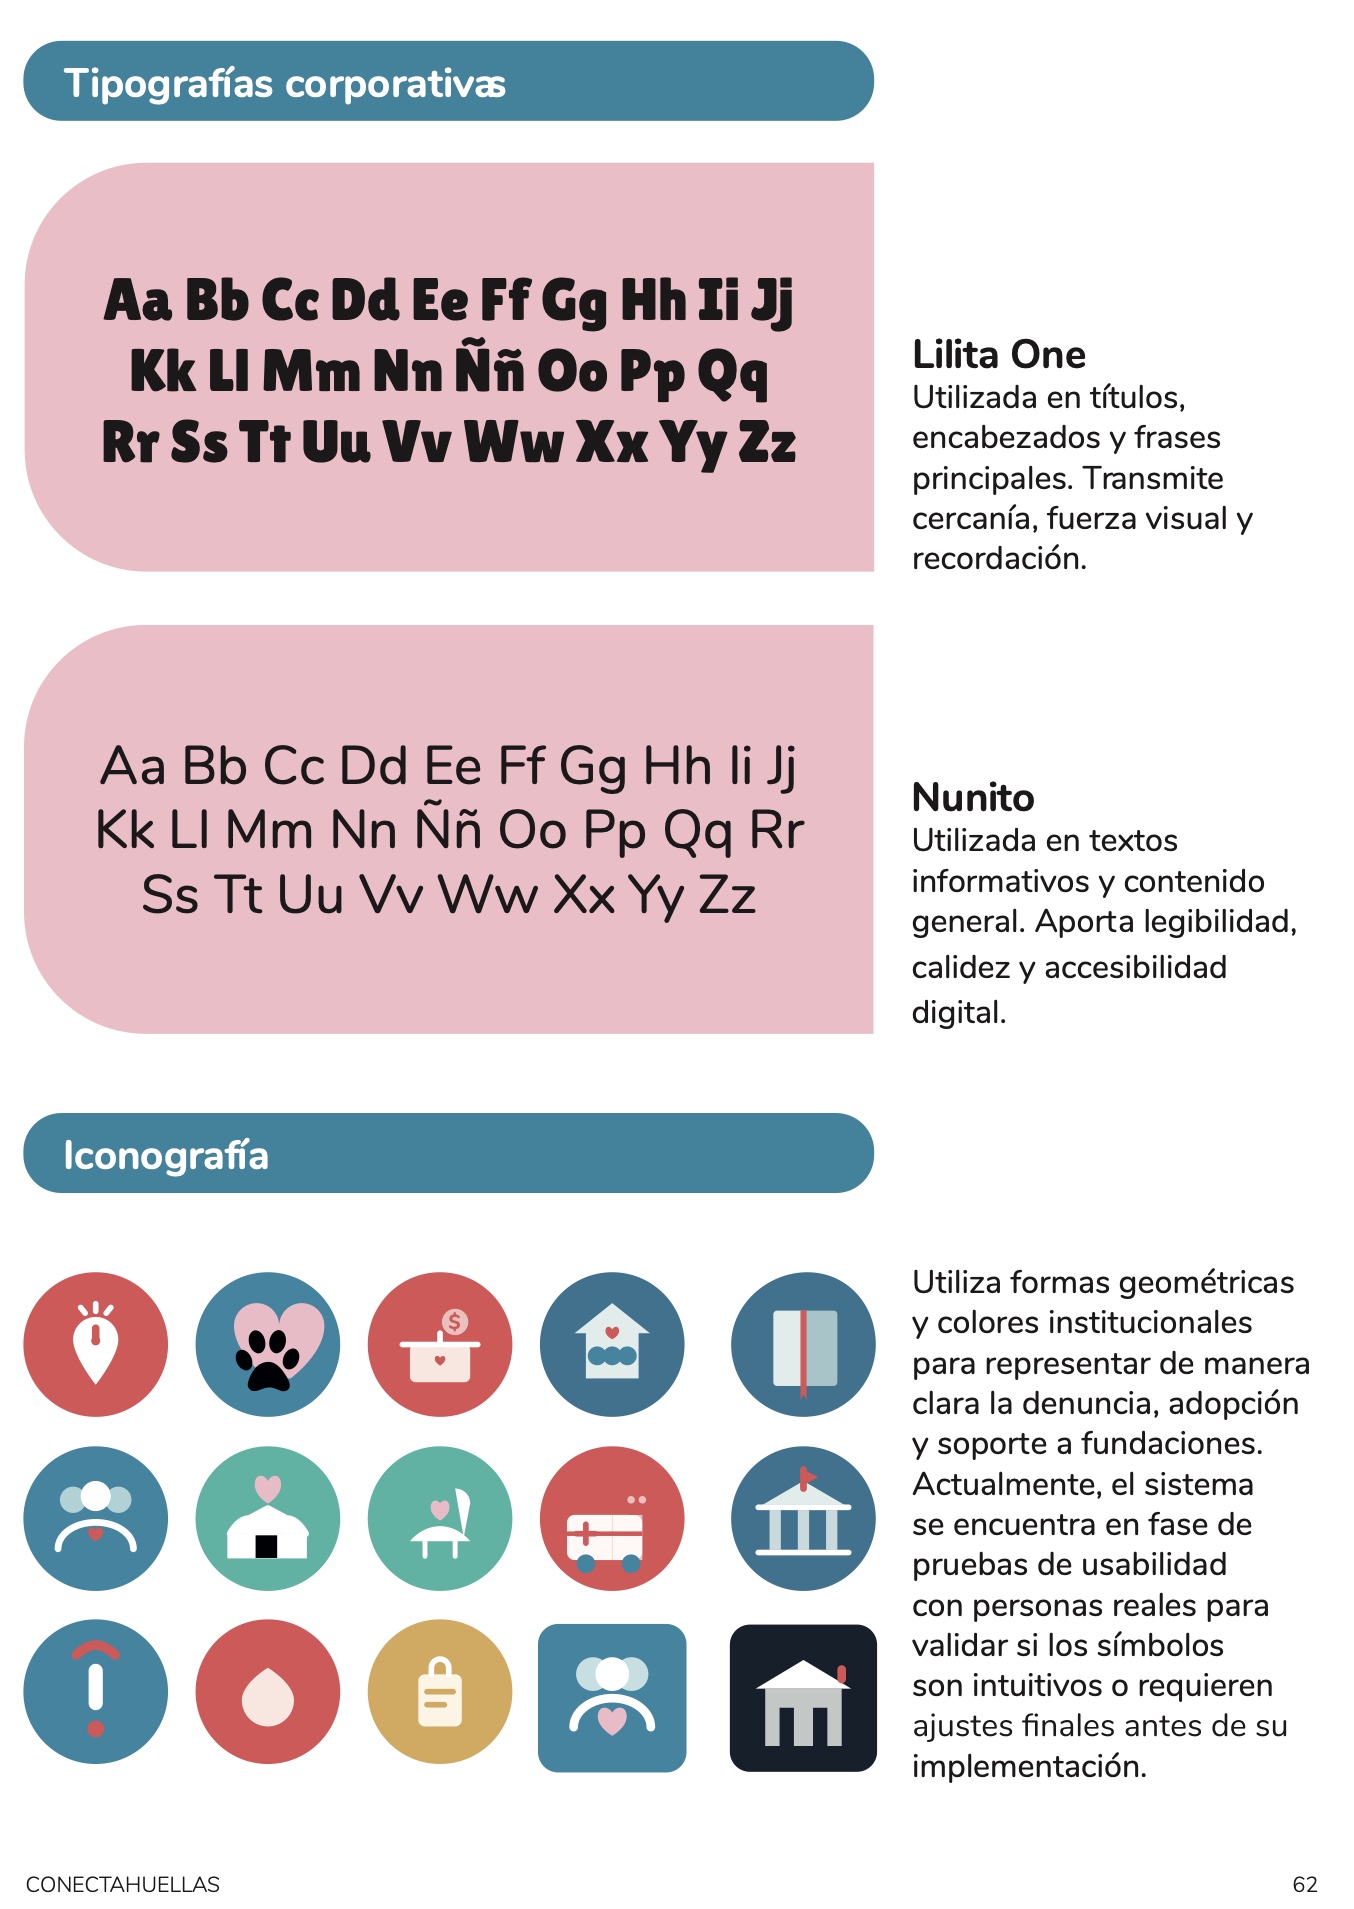 Tipografías corporativas
Aa Bb Cc Dd Ee Ff Gg Hh Ii Jj
Kk Ll Mm Nn Ññ Oo Pp Qq
Rr Ss Tt Uu Vv Ww Xx Yy Zz
Lilita One
Utilizada en títulos,
encabezados y frases
principales. Transmite
cercanía, fuerza visual y
recordación.
Aa Bb Cc Dd Ee Ff Gg Hh Ii Jj
Kk Ll Mm Nn Ññ Oo Pp Qq Rr
Ss Tt Uu Vv Ww Xx Yy Zz
Nunito
Utilizada en textos
informativos y contenido
general. Aporta legibilidad,
calidez y accesibilidad
digital.
Iconografía
$
Utiliza formas geométricas
y colores institucionales
para representar de manera
clara la denuncia, adopción
y soporte a fundaciones.
Actualmente, el sistema
se encuentra en fase de
pruebas de usabilidad
con personas reales para
validar si los símbolos
son intuitivos o requieren
ajustes finales antes de su
implementación.
CONECTAHUELLAS
62